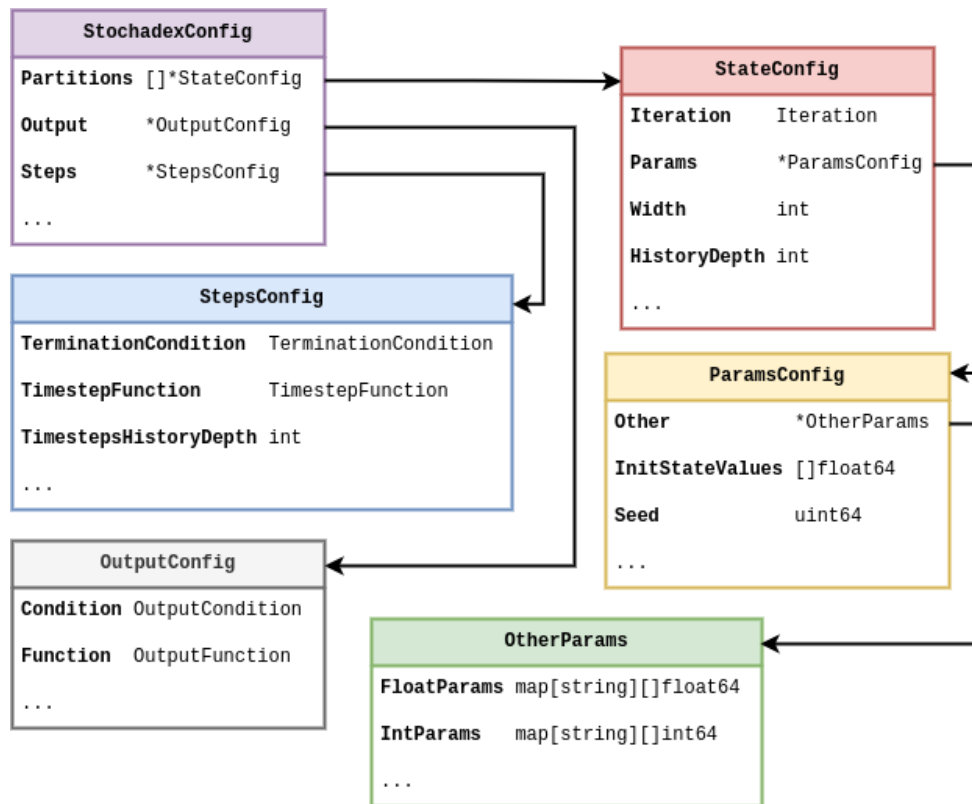 StochadexConfig
Partitions []*StateConfig
Output *OutputConfig
Steps *StepsConfig
...
StateConfig
Iteration Iteration
Params *ParamsConfig
Width int
HistoryDepth int
...
StepsConfig
TerminationCondition TerminationCondition
TimestepFunction TimestepFunction
TimestepsHistoryDepth int
...
ParamsConfig
Other *OtherParams
InitStateValues []float64
Seed uint64
...
OutputConfig
Condition OutputCondition
Function OutputFunction
...
OtherParams
FloatParams map[string][]float64
IntParams map[string][]int64
...